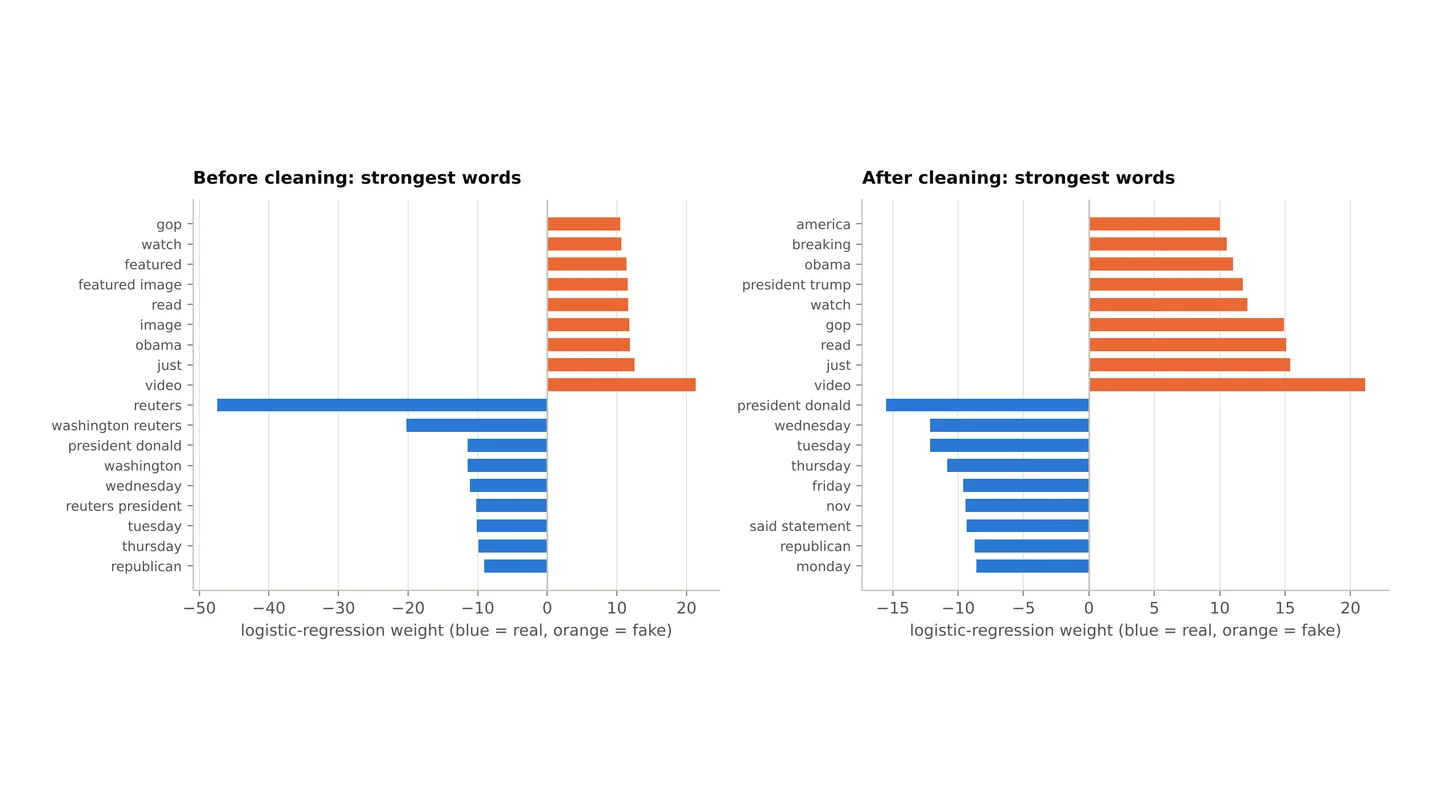 Before cleaning: strongest words
gop
watch
featured
featured image
read
image
obama
just
video
reuters
washington reuters
president donald
washington
wednesday
reuters president
tuesday
thursday
republican
−50 −40 −30 −20 −10 0 10 20
logistic-regression weight (blue = real, orange = fake)
After cleaning: strongest words
america
breaking
obama
president trump
watch
gop
read
just
video
president donald
wednesday
tuesday
thursday
friday
nov
said statement
republican
monday
−15 −10 −5 0 5 10 15 20
logistic-regression weight (blue = real, orange = fake)